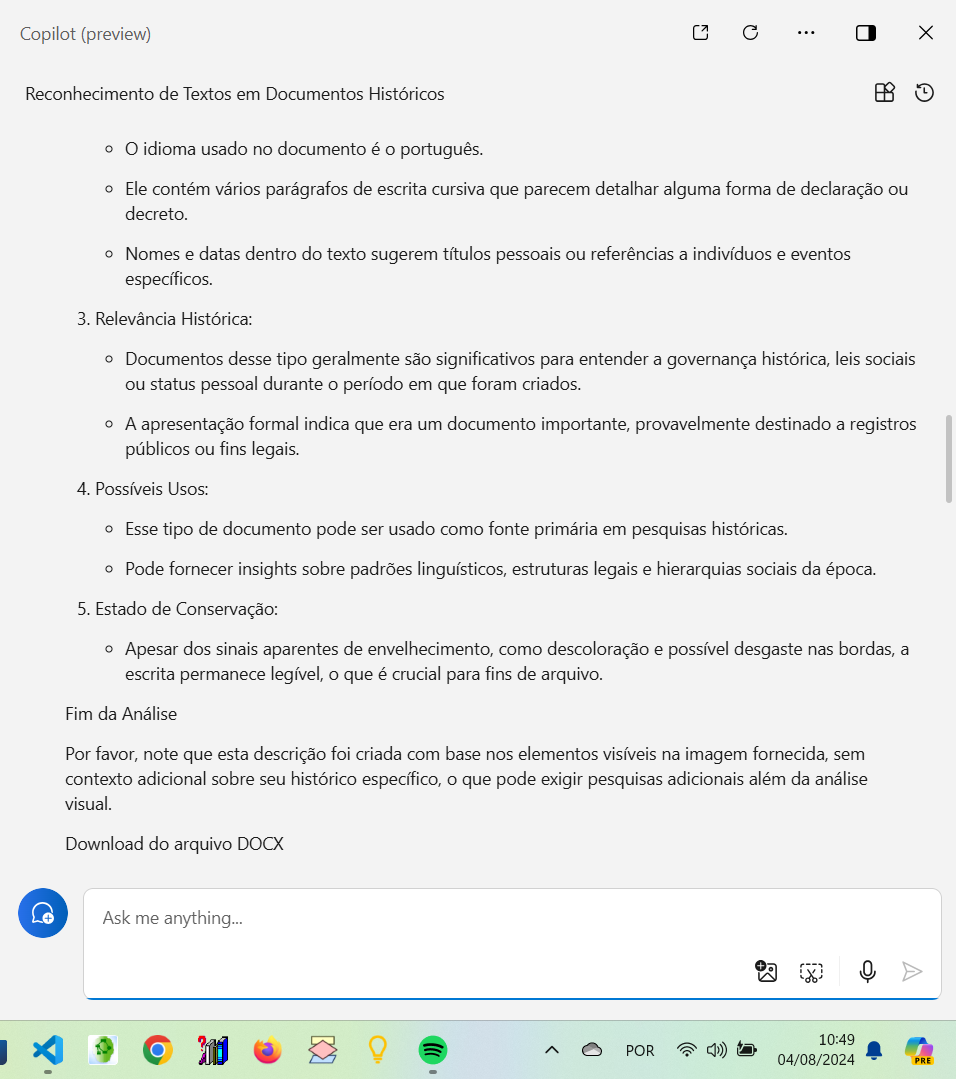 Copilot (preview)
Reconhecimento de Textos em Documentos Históricos
O idioma usado no documento é o português.
Ele contém vários parágrafos de escrita cursiva que parecem detalhar alguma forma de declaração ou
decreto.
Nomes e datas dentro do texto sugerem títulos pessoais ou referências a indivíduos e eventos
específicos.
3. Relevância Histórica:
Documentos desse tipo geralmente são significativos para entender a governança histórica, leis sociais
ou status pessoal durante o período em que foram criados.
A apresentação formal indica que era um documento importante, provavelmente destinado a registros
públicos ou fins legais.
4. Possíveis Usos:
Esse tipo de documento pode ser usado como fonte primária em pesquisas históricas.
Pode fornecer insights sobre padrões linguísticos, estruturas legais e hierarquias sociais da época.
5. Estado de Conservação:
Apesar dos sinais aparentes de envelhecimento, como descoloração e possível desgaste nas bordas, a
escrita permanece legível, o que é crucial para fins de arquivo.
Fim da Análise
Por favor, note que esta descrição foi criada com base nos elementos visíveis na imagem fornecida, sem
contexto adicional sobre seu histórico específico, o que pode exigir pesquisas adicionais além da análise
visual.
Download do arquivo DOCX
Ask me anything...
POR
10:49
04/08/2024
PRE